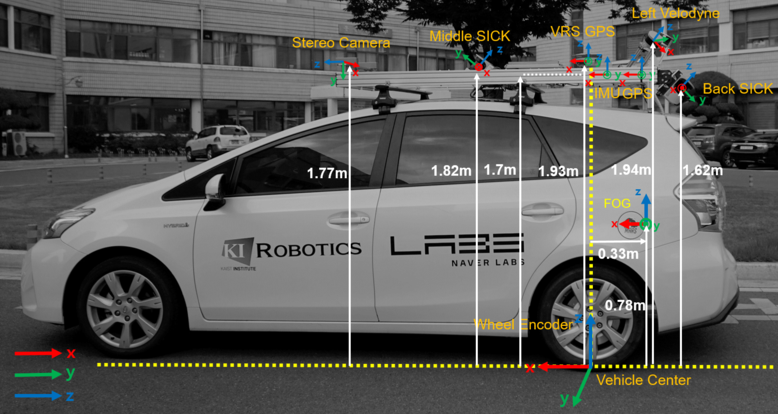 Left Velodyne
VRS GPS
Middle SICK
Stereo Camera
z
y
x
z
y
x
z
x
y
z
x
y
x
y
IMU
GPS
Back SICK
z
x
y
1.77m
1.82m
1.7m
1.93m
1.94m
1.62m
z
FOG
x
y
KI
ROBOTICS
KAIST INSTITUTE
LABS
NAVER LABS
0.33m
0.78m
Wheel Encoder
z
x
y
Vehicle Center
x
y
z